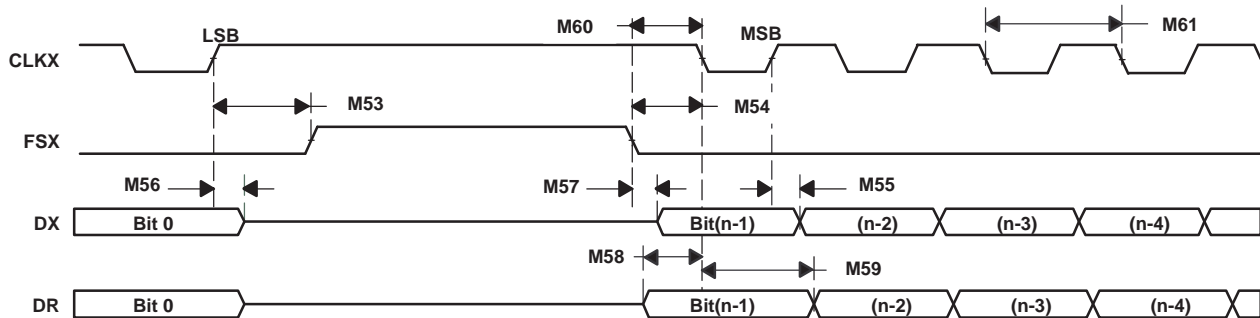 LSB M60 MSB M61
CLKX
M53 M54
FSX
M56 M57 M55
DX Bit 0 Bit(n-1) (n-2) (n-3) (n-4)
M58 M59
DR Bit 0 Bit(n-1) (n-2) (n-3) (n-4)